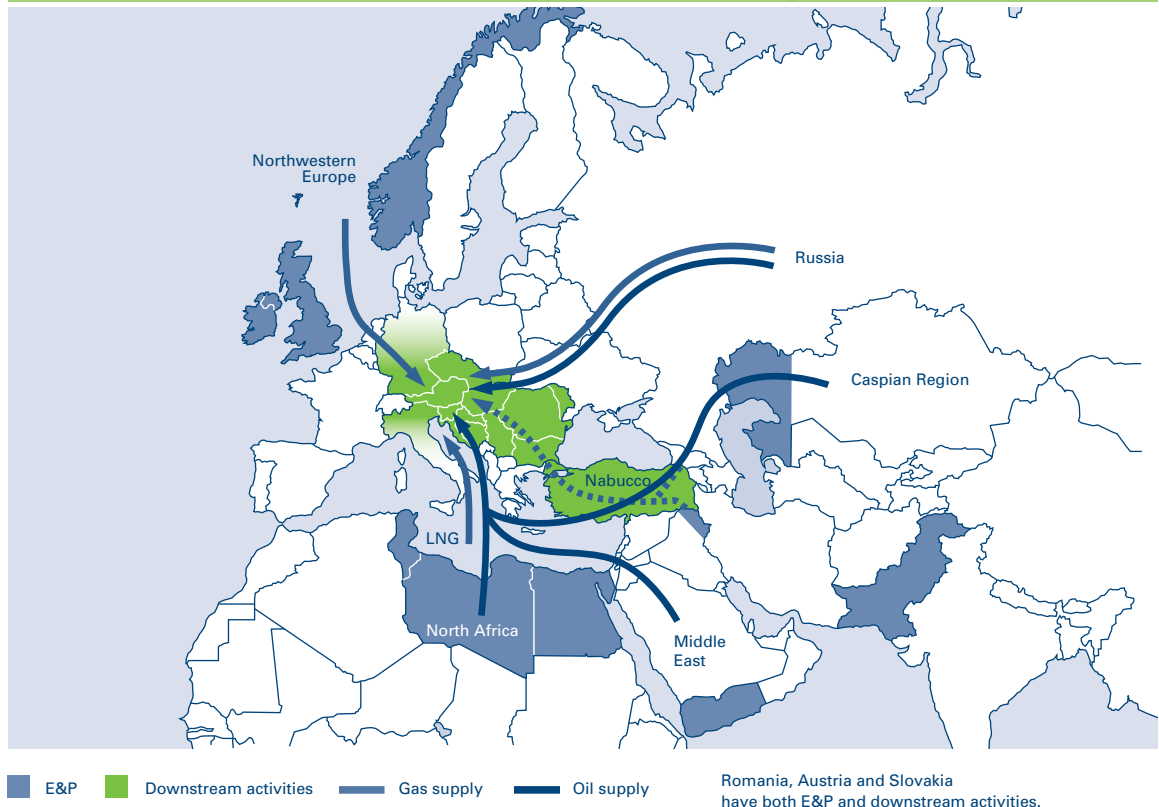 Northwestern
Europe
Russia
Caspian Region
Nabucco
LNG
North Africa
Middle
East
E&P
Downstream activities
Gas supply
Oil supply
Romania, Austria and Slovakia
have both E&P and downstream activities.